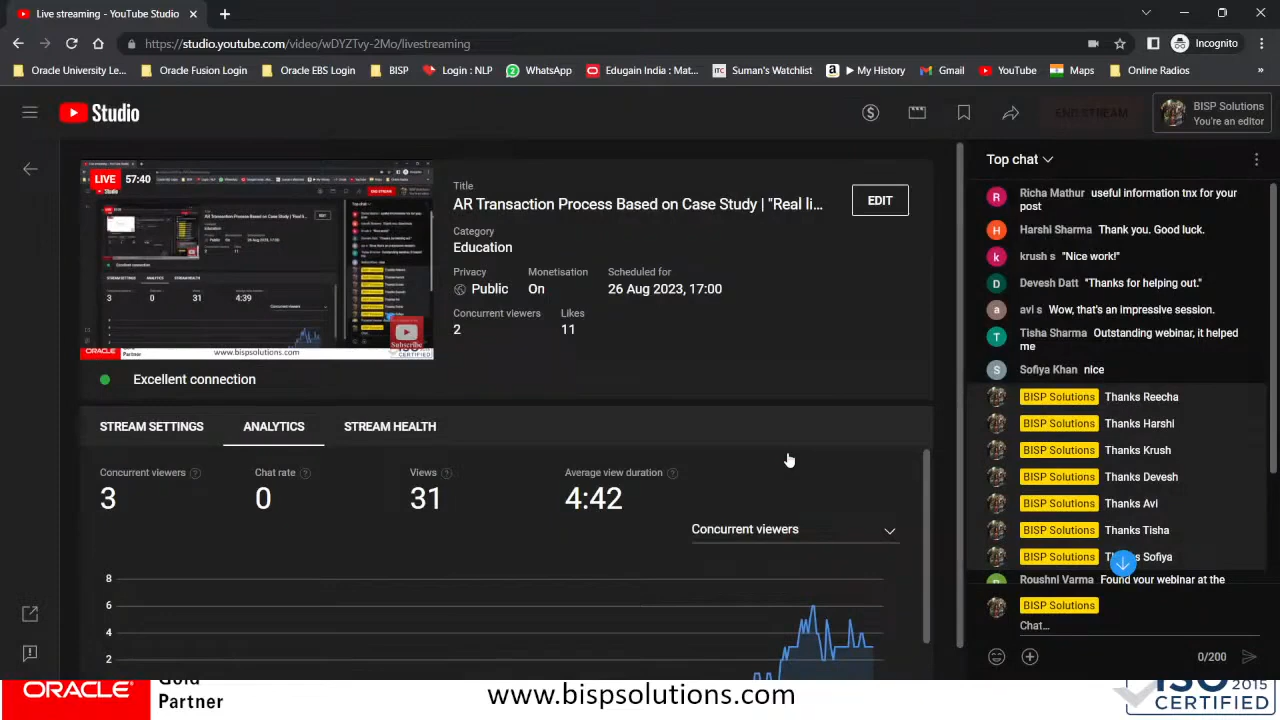 Live streaming - YouTube Studio
https://studio.youtube.com/video/wDYZTvy-2Mo/livestreaming
Incognito
Oracle University Le...
Oracle Fusion Login
Oracle EBS Login
BISP
Login : NLP
WhatsApp
Edugain India : Mat...
Suman's Watchlist
My History
Gmail
YouTube
Maps
Online Radios
Studio
END STREAM
BISP Solutions
You're an editor
LIVE 57:40
Title
AR Transaction Process Based on Case Study | "Real li...
EDIT
Category
Education
Privacy
Public
Monetisation
On
Scheduled for
26 Aug 2023, 17:00
Concurrent viewers
2
Likes
11
Subscribe
www.bispsolutions.com
Excellent connection
STREAM SETTINGS
ANALYTICS
STREAM HEALTH
Concurrent viewers
3
Chat rate
0
Views
31
Average view duration
4:42
Concurrent viewers
8
6
4
2
Top chat
Richa Mathur useful information tnx for your
post
Harshi Sharma Thank you. Good luck.
krush s "Nice work!"
Devesh Datt "Thanks for helping out."
avi s Wow, that's an impressive session.
Tisha Sharma Outstanding webinar, it helped
me
Sofiya Khan nice
BISP Solutions Thanks Reecha
BISP Solutions Thanks Harshi
BISP Solutions Thanks Krush
BISP Solutions Thanks Devesh
BISP Solutions Thanks Avi
BISP Solutions Thanks Tisha
BISP Solutions Sofiya
Roushni Varma Found your webinar at the
BISP Solutions
Chat...
0/200
ORACLE
Gold
Partner
www.bispsolutions.com
ISO 2015
CERTIFIED